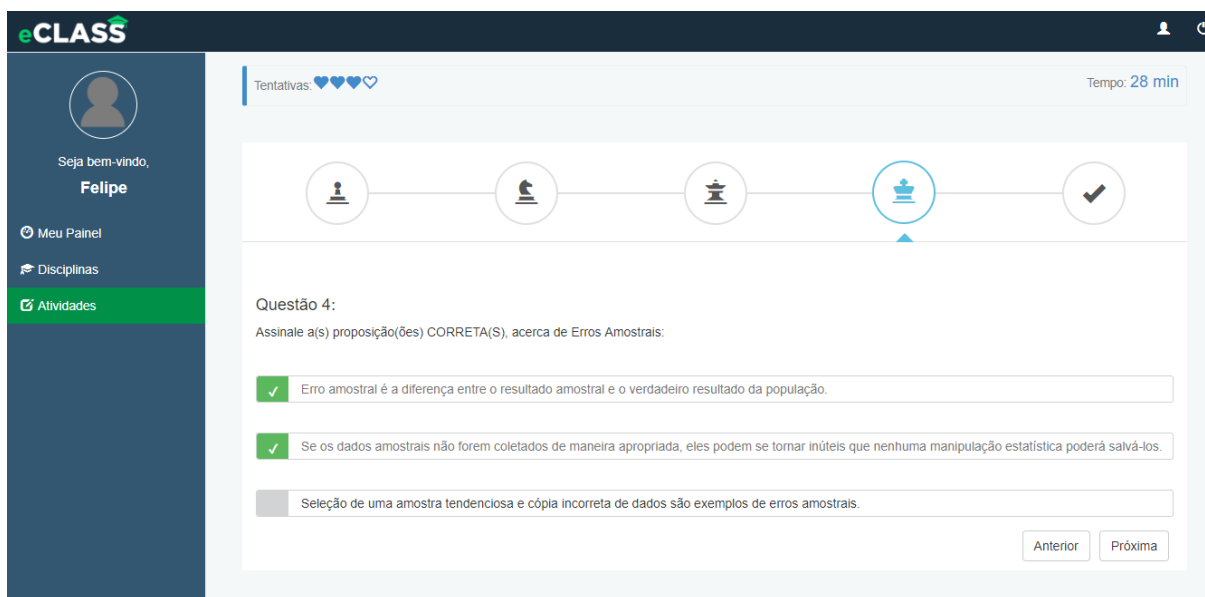 eCLASS
Tentativas:
Tempo: 28 min
Seja bem-vindo,
Felipe
Meu Painel
Disciplinas
Atividades
Questão 4:
Assinale a(s) proposição(ões) CORRETA(S), acerca de Erros Amostrais:
Erro amostral é a diferença entre o resultado amostral e o verdadeiro resultado da população.
Se os dados amostrais não forem coletados de maneira apropriada, eles podem se tornar inúteis que nenhuma manipulação estatística poderá salvá-los.
Seleção de uma amostra tendenciosa e cópia incorreta de dados são exemplos de erros amostrais.
Anterior
Próxima